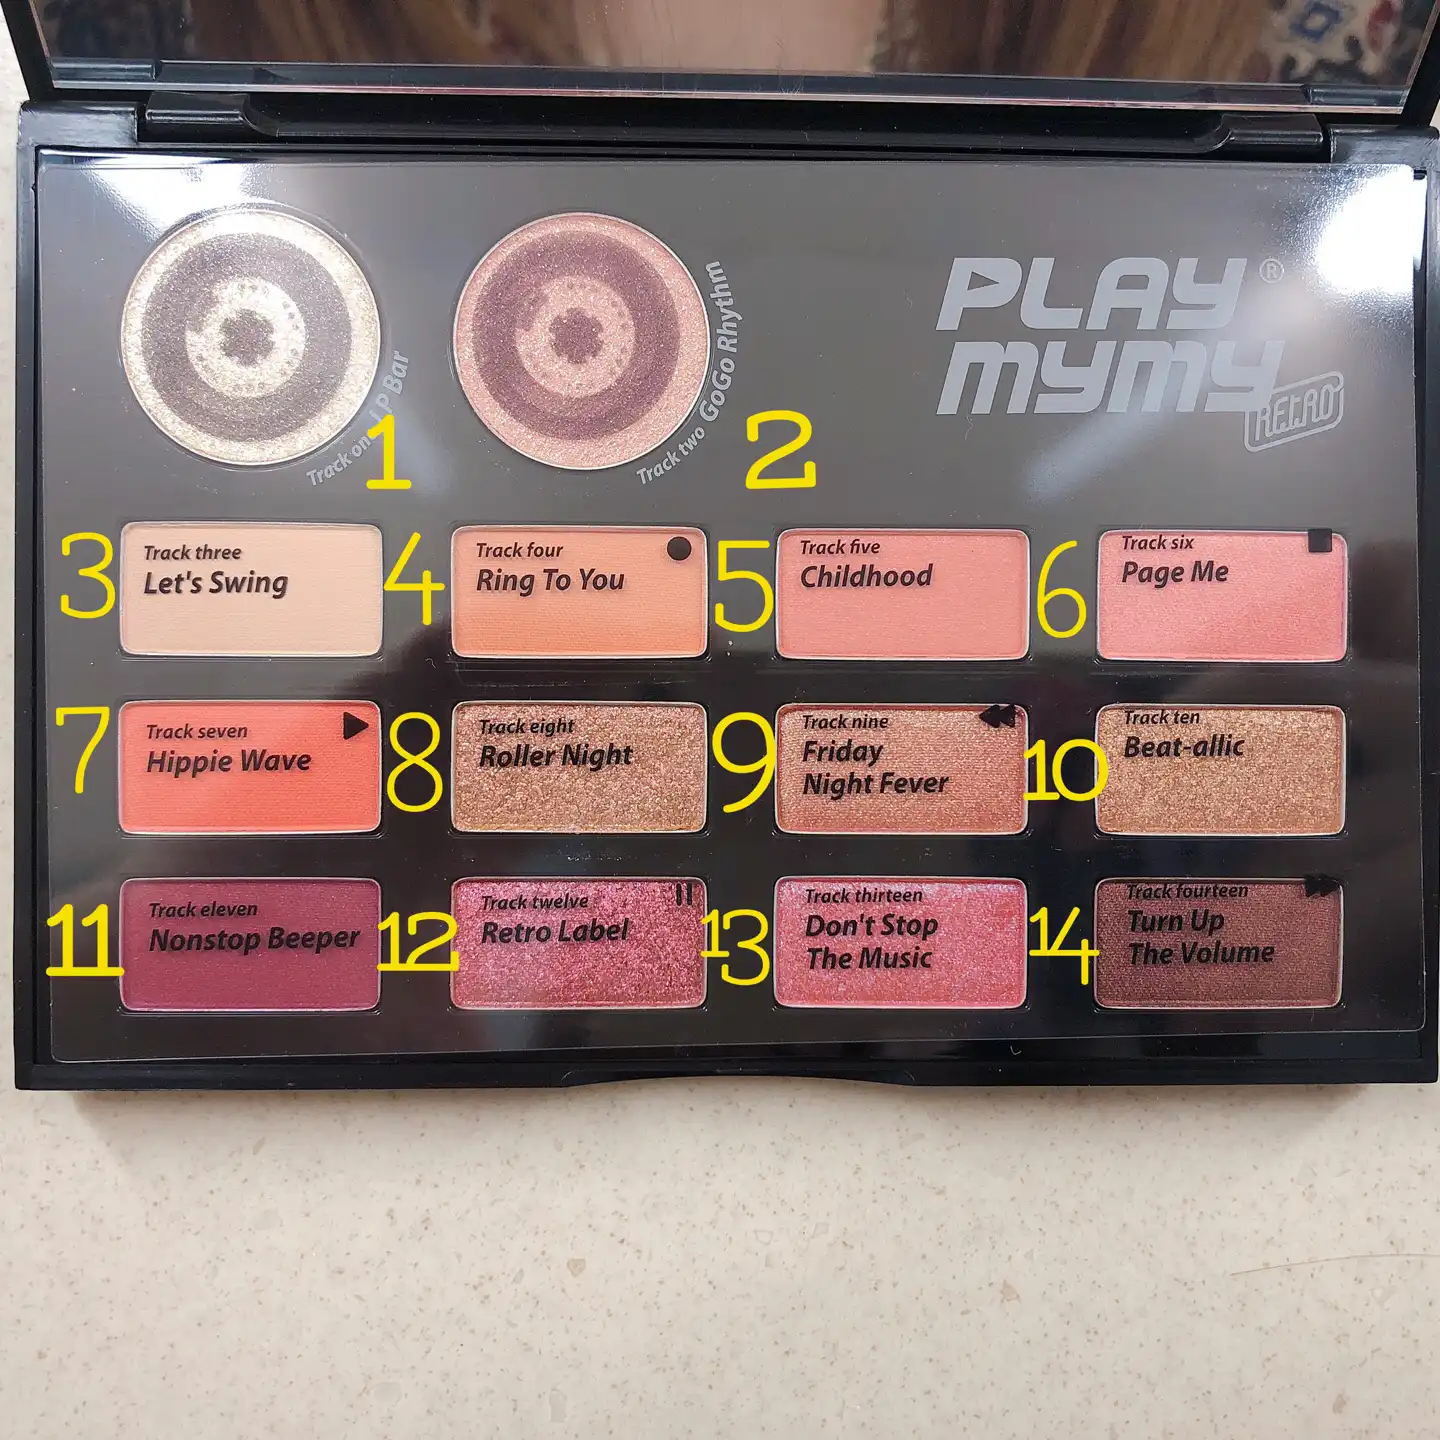 PLAY ®
MYMY
RETRO
Track one LP Bar
1
Track two GoGo Rhythm
2
3
Track three
Let's Swing
4
Track four
Ring To You
5
Track five
Childhood
6
Track six
Page Me
7
Track seven
Hippie Wave
8
Track eight
Roller Night
9
Track nine
Friday
Night Fever
10
Track ten
Beat-allic
11
Track eleven
Nonstop Beeper
12
Track twelve
Retro Label
13
Track thirteen
Don't Stop
The Music
14
Track fourteen
Turn Up
The Volume